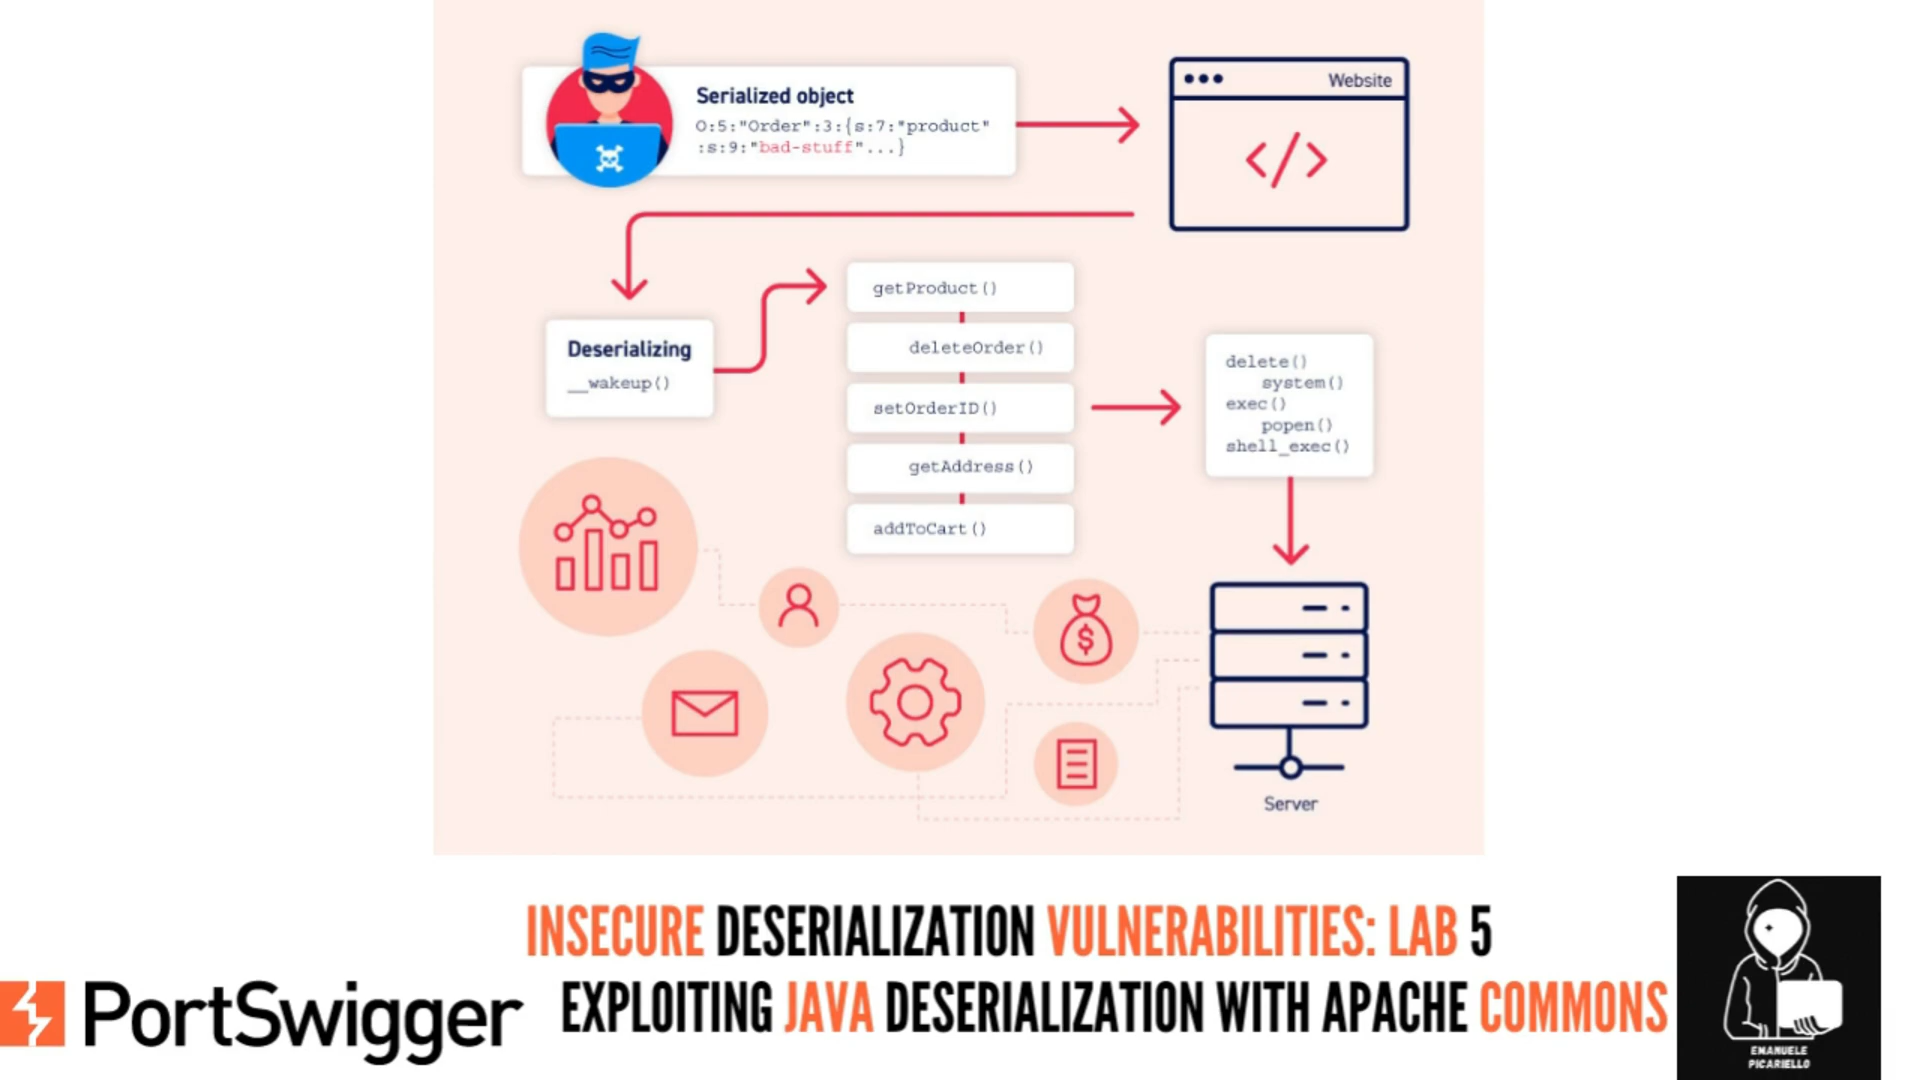 Serialized object
O:5:"Order":3:{s:7:"product"
:s:9:"bad-stuff"...}
Website
Deserializing
__wakeup()
getProduct()
deleteOrder()
setOrderID()
getAddress()
addToCart()
delete()
system()
exec()
popen()
shell_exec()
$
Server
INSECURE DESERIALIZATION VULNERABILITIES: LAB 5
PortSwigger
EXPLOITING JAVA DESERIALIZATION WITH APACHE COMMONS
EMANUELE
PICARIELLO